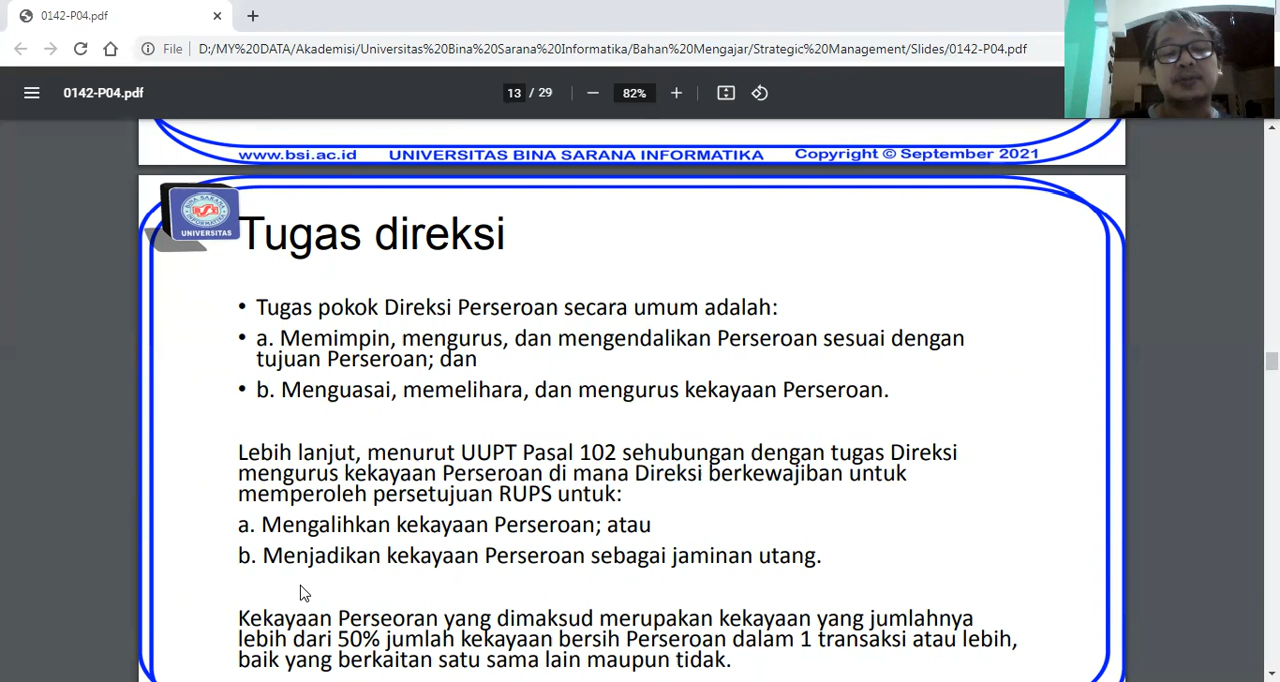 0142-P04.pdf
File
D:/MY%20DATA/Akademisi/Universitas%20Bina%20Sarana%20Informatika/Bahan%20Mengajar/Strategic%20Management/Slides/0142-P04.pdf
0142-P04.pdf
13 / 29
82%
www.bsi.ac.id UNIVERSITAS BINA SARANA INFORMATIKA Copyright © September 2021
UNIVERSITAS
Tugas direksi
• Tugas pokok Direksi Perseroan secara umum adalah:
• a. Memimpin, mengurus, dan mengendalikan Perseroan sesuai dengan
tujuan Perseroan; dan
• b. Menguasai, memelihara, dan mengurus kekayaan Perseroan.
Lebih lanjut, menurut UUPT Pasal 102 sehubungan dengan tugas Direksi
mengurus kekayaan Perseroan di mana Direksi berkewajiban untuk
memperoleh persetujuan RUPS untuk:
a. Mengalihkan kekayaan Perseroan; atau
b. Menjadikan kekayaan Perseroan sebagai jaminan utang.
Kekayaan Perseoran yang dimaksud merupakan kekayaan yang jumlahnya
lebih dari 50% jumlah kekayaan bersih Perseroan dalam 1 transaksi atau lebih,
baik yang berkaitan satu sama lain maupun tidak.